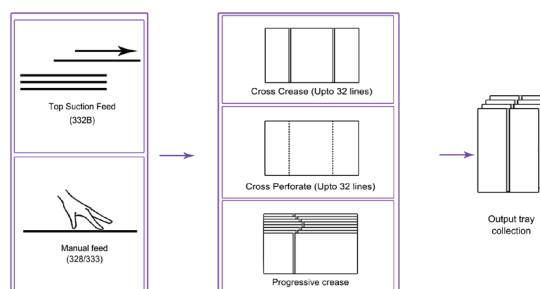 Top Suction Feed
(332B)
Manual feed
(328/333)
Cross Crease (Upto 32 lines)
Cross Perforate (Upto 32 lines)
Progressive crease
Output tray
collection